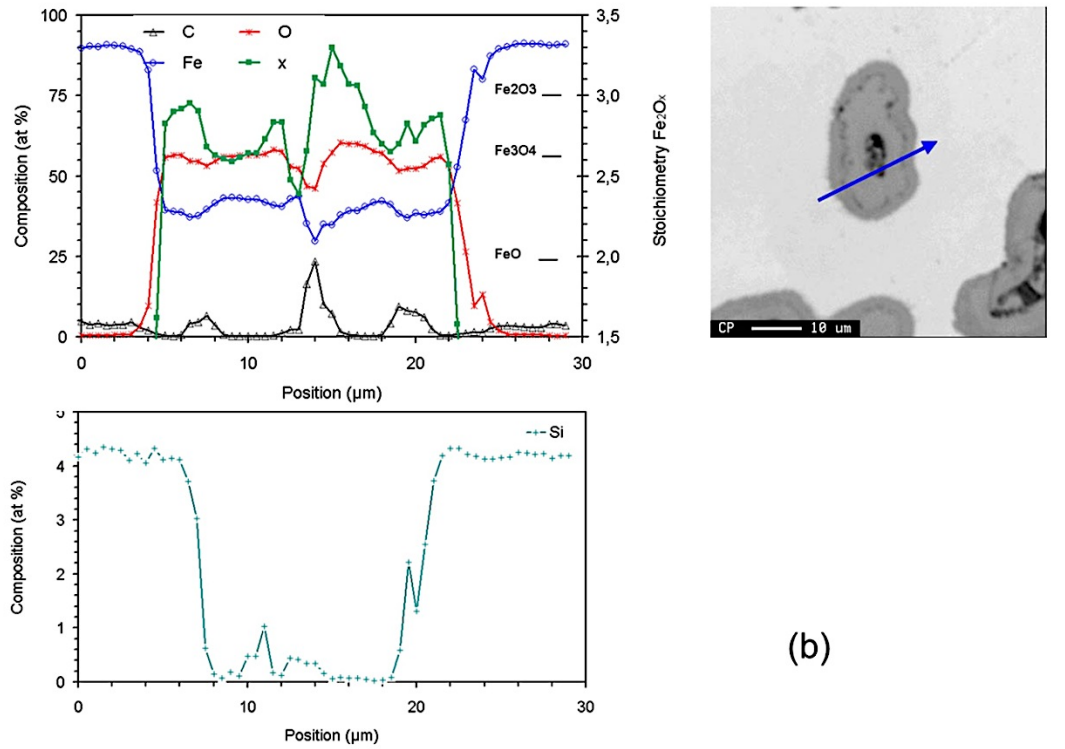 C O
Fe x
100
75
50
25
0
Composition (at %)
3,5
3,0
2,5
2,0
1,5
Stoichiometry Fe2Ox
Fe2O3
Fe3O4
FeO
0 10 20 30
Position (µm)
CP 10 um
5
4
3
2
1
0
Composition (at %)
Si
0 10 20 30
Position (µm)
(b)